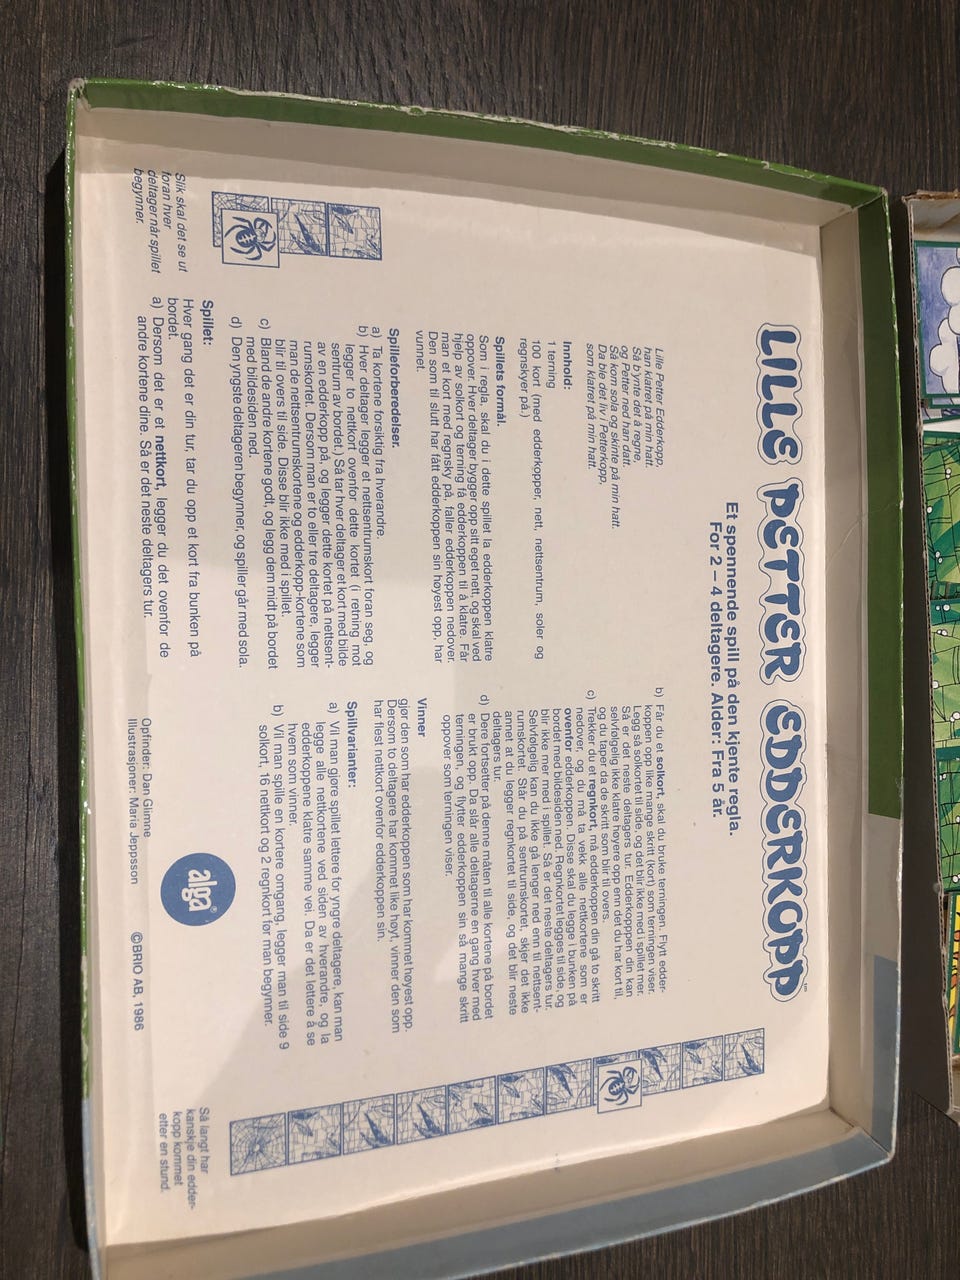 LILLE PETTER EDDERKOPP™
Et spennende spill på den kjente regla.
For 2 – 4 deltagere. Alder: Fra 5 år.
Lille Petter Edderkopp,
han klatret på min hatt.
Så bynte det å regne,
og Petter ned han datt.
Så kom sola og skinte på min hatt.
Da ble det liv i Petterkopp,
som klatret på min hatt.
Innhold:
1 terning
100 kort (med edderkopper, nett, nettsentrum, soler og
regnskyer på.)
Spillets formål.
Som i regla, skal du i dette spillet la edderkoppen klatre
oppover. Hver deltager bygger opp sitt eget nett, og skal ved
hjelp av solkort og terning få edderkoppen til å klatre. Får
man et kort med regnsky på, faller edderkoppen nedover.
Den som til slutt har fått edderkoppen sin høyest opp, har
vunnet.
Spilleforberedelser.
a) Ta kortene forsiktig fra hverandre.
b) Hver deltager legger et nettsentrumskort foran seg, og
legger to nettkort ovenfor dette kortet (i retning mot
sentrum av bordet.) Så tar hver deltager et kort med bilde
av en edderkopp på, og legger dette kortet på nettsent-
rumskortet. Dersom man er to eller tre deltagere, legger
man de nettsentrumskortene og edderkopp-kortene som
blir til overs til side. Disse blir ikke med i spillet.
c) Bland de andre kortene godt, og legg dem midt på bordet
med bildesiden ned.
d) Den yngste deltageren begynner, og spiller går med sola.
Slik skal det se ut
foran hver
deltager når spillet
begynner.
Spillet:
Hver gang det er din tur, tar du opp et kort fra bunken på
bordet.
a) Dersom det er et nettkort, legger du det ovenfor de
andre kortene dine. Så er det neste deltagers tur.
b) Får du et solkort, skal du bruke terningen. Flytt edder-
koppen opp like mange skritt (kort) som terningen viser.
Legg så solkortet til side, og det blir ikke med i spillet mer.
Så er det neste deltagers tur. Edderkopppen din kan
selvfølgelig ikke klatre høyere opp enn det du har kort til,
og du taper da de skritt som blir til overs.
c) Trekker du et regnkort, må edderkoppen din gå to skritt
nedover, og du må ta vekk alle nettkortene som er
ovenfor edderkoppen. Disse skal du legge i bunken på
bordet med bildesiden ned. Regnkortet legges til side, og
blir ikke mer med i spillet. Så er det neste deltagers tur.
Selvfølgelig kan du ikke gå lenger ned enn til nettsent-
rumskortet. Står du på sentrumskortet, skjer det ikke
annet at du legger regnkortet til side, og det blir neste
deltagers tur.
d) Dere fortsetter på denne måten til alle kortene på bordet
er brukt opp. Da slår alle deltagerne en gang hver med
terningen, og flytter edderkoppen sin så mange skritt
oppover som terningen viser.
Vinner
gjør den som har edderkoppen som har kommet høyest opp.
Dersom to deltagere har kommet like høyt, vinner den som
har flest nettkort ovenfor edderkoppen sin.
Spillvarianter:
a) Vil man gjøre spillet lettere for yngre deltagere, kan man
legge alle nettkortene ved siden av hverandre, og la
edderkoppene klatre samme vei. Da er det lettere å se
hvem som vinner.
b) Vil man spille en kortere omgang, legger man til side 9
solkort, 16 nettkort og 2 regnkort før man begynner.
Oppfinder: Dan Glimne
Illustrasjoner: Maria Jeppsson
alga®
©BRIO AB, 1986
Så langt har
kanskje din edder-
kopp kommet
etter en stund.